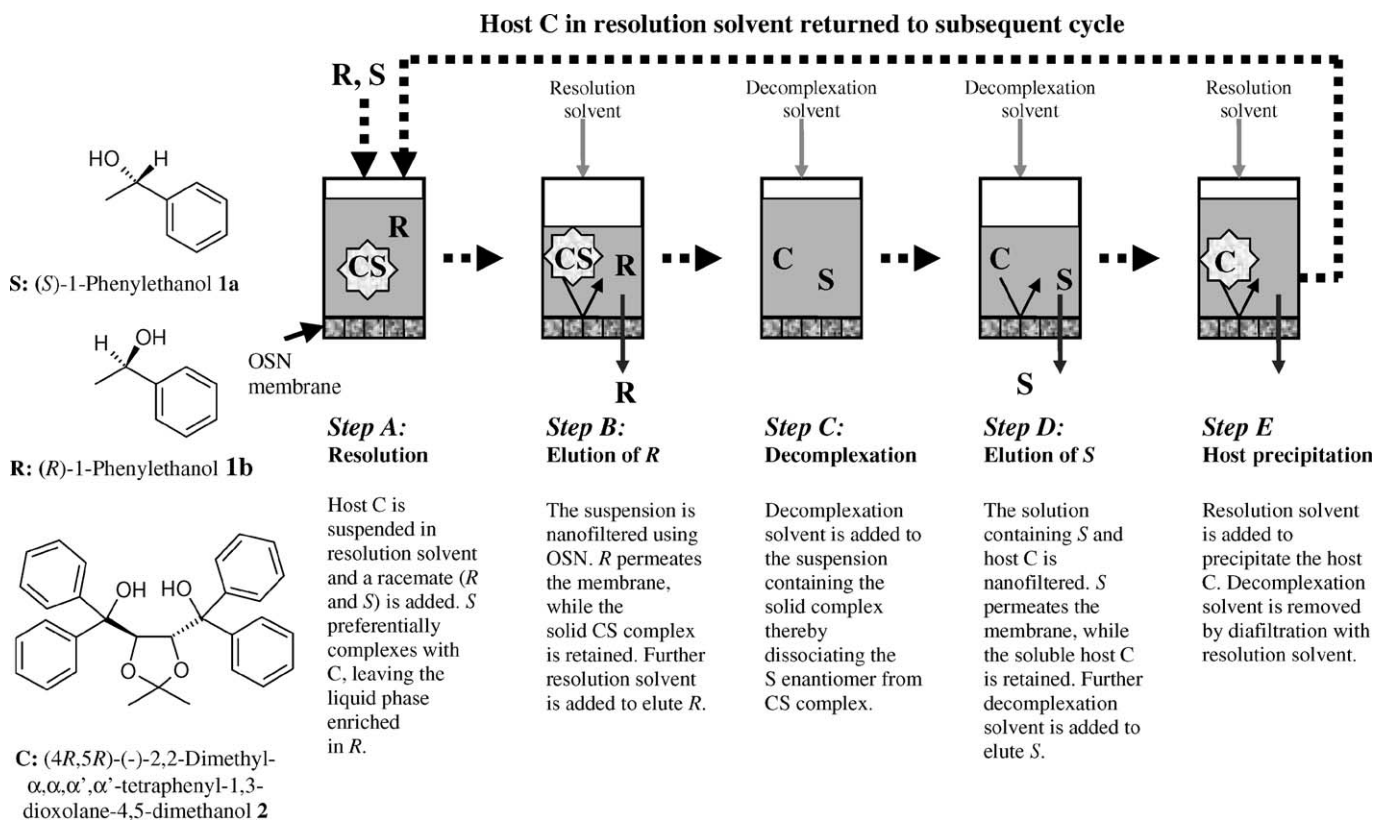 Host C in resolution solvent returned to subsequent cycle
R, S
Resolution
solvent
Decomplexation
solvent
Decomplexation
solvent
Resolution
solvent
HO
H
S: (S)-1-Phenylethanol 1a
H
OH
R: (R)-1-Phenylethanol 1b
OH
HO
O
O
C: (4R,5R)-(-)-2,2-Dimethyl-
α,α,α',α'-tetraphenyl-1,3-
dioxolane-4,5-dimethanol 2
OSN
membrane
R
CS
CS
R
R
C
S
C
S
S
C
Step A:
Resolution
Host C is
suspended in
resolution solvent
and a racemate (R
and S) is added. S
preferentially
complexes with
C, leaving the
liquid phase
enriched
in R.
Step B:
Elution of R
The suspension is
nanofiltered using
OSN. R permeates
the membrane,
while the
solid CS complex
is retained. Further
resolution solvent
is added to elute R.
Step C:
Decomplexation
Decomplexation
solvent is added to
the suspension
containing the
solid complex
thereby
dissociating the
S enantiomer from
CS complex.
Step D:
Elution of S
The solution
containing S and
host C is
nanofiltered. S
permeates the
membrane, while
the soluble host C
is retained. Further
decomplexation
solvent is added to
elute S.
Step E
Host precipitation
Resolution solvent
is added to
precipitate the host
C. Decomplexation
solvent is removed
by diafiltration with
resolution solvent.